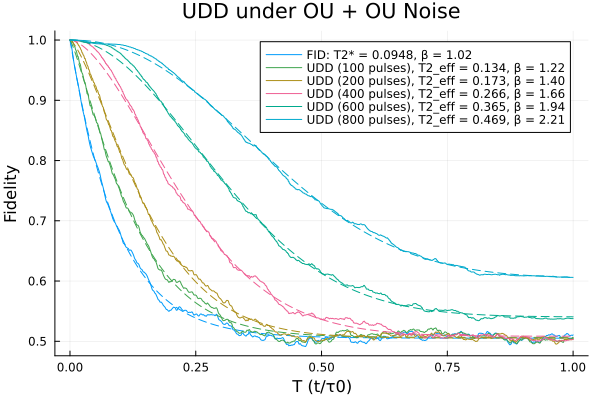 UDD under OU + OU Noise
FID: T2* = 0.0948, β = 1.02
UDD (100 pulses), T2_eff = 0.134, β = 1.22
UDD (200 pulses), T2_eff = 0.173, β = 1.40
UDD (400 pulses), T2_eff = 0.266, β = 1.66
UDD (600 pulses), T2_eff = 0.365, β = 1.94
UDD (800 pulses), T2_eff = 0.469, β = 2.21
Fidelity
1.0
0.9
0.8
0.7
0.6
0.5
0.00
0.25
0.50
0.75
1.00
T (t/τ0)